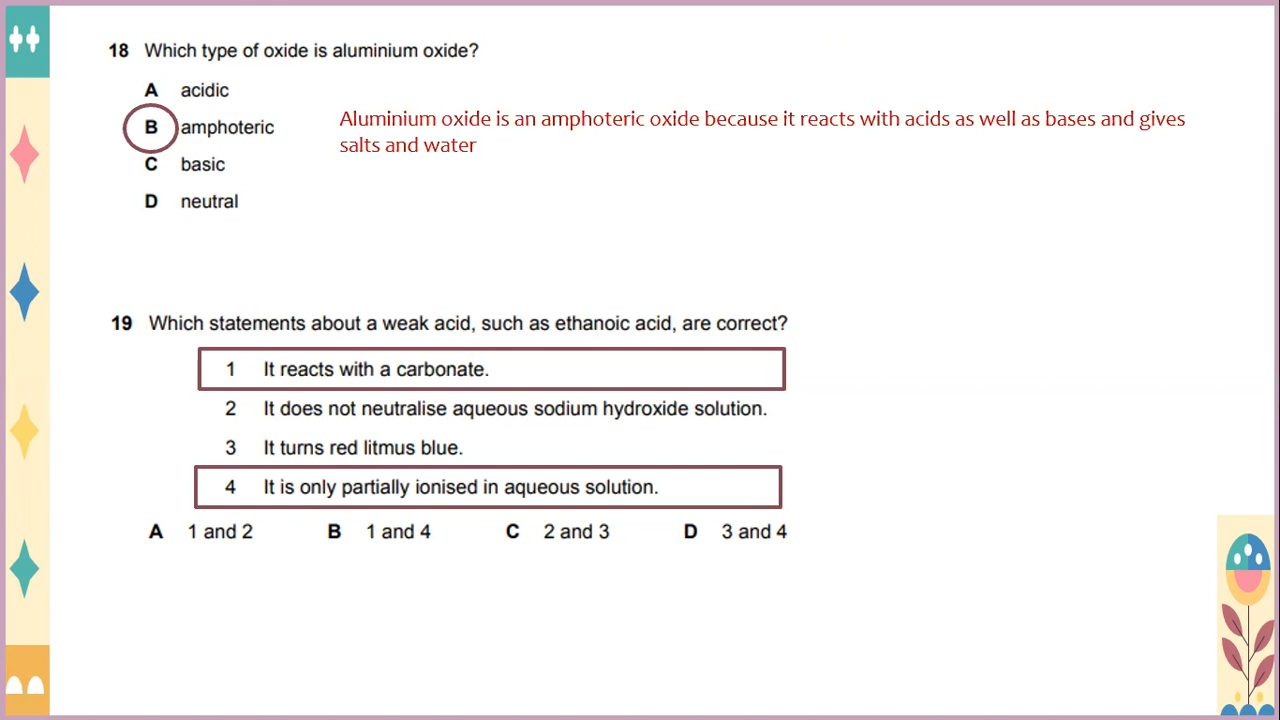 18 Which type of oxide is aluminium oxide?
A acidic
B amphoteric
Aluminium oxide is an amphoteric oxide because it reacts with acids as well as bases and gives
salts and water
C basic
D neutral
19 Which statements about a weak acid, such as ethanoic acid, are correct?
1 It reacts with a carbonate.
2 It does not neutralise aqueous sodium hydroxide solution.
3 It turns red litmus blue.
4 It is only partially ionised in aqueous solution.
A 1 and 2 B 1 and 4 C 2 and 3 D 3 and 4